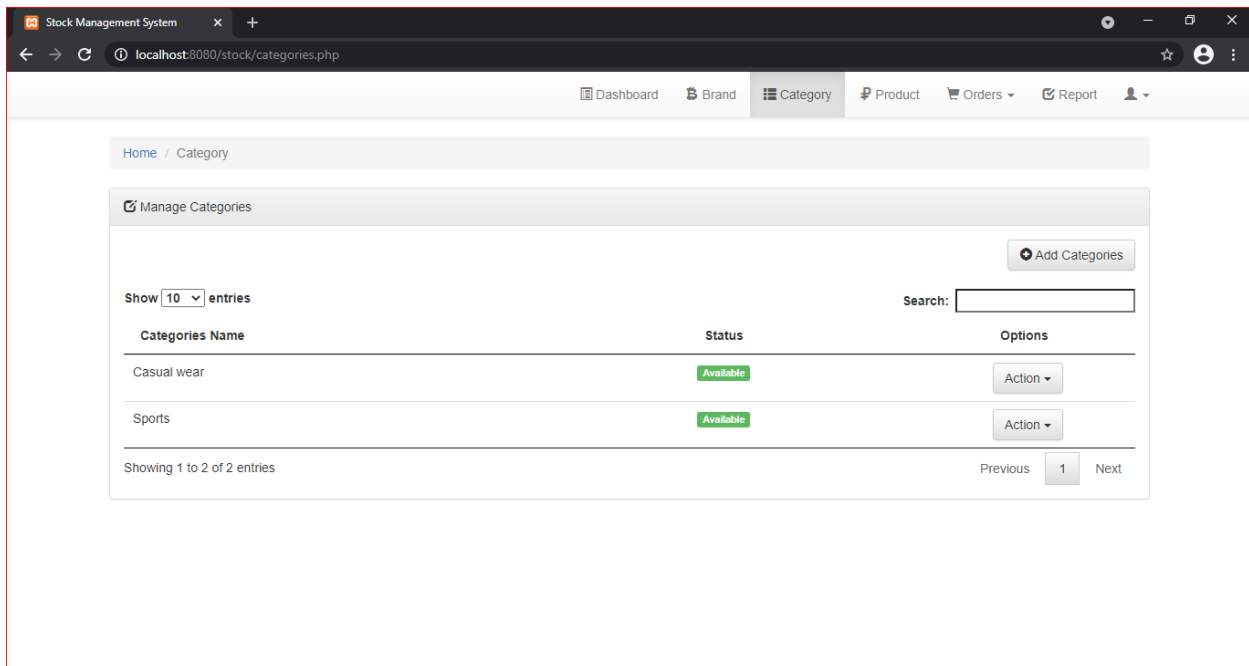 Stock Management System
localhost:8080/stock/categories.php
Dashboard Brand Category Product Orders Report
Home / Category
Manage Categories
Add Categories
Show 10 entries Search:
Categories Name Status Options
Casual wear Available Action
Sports Available Action
Showing 1 to 2 of 2 entries Previous 1 Next